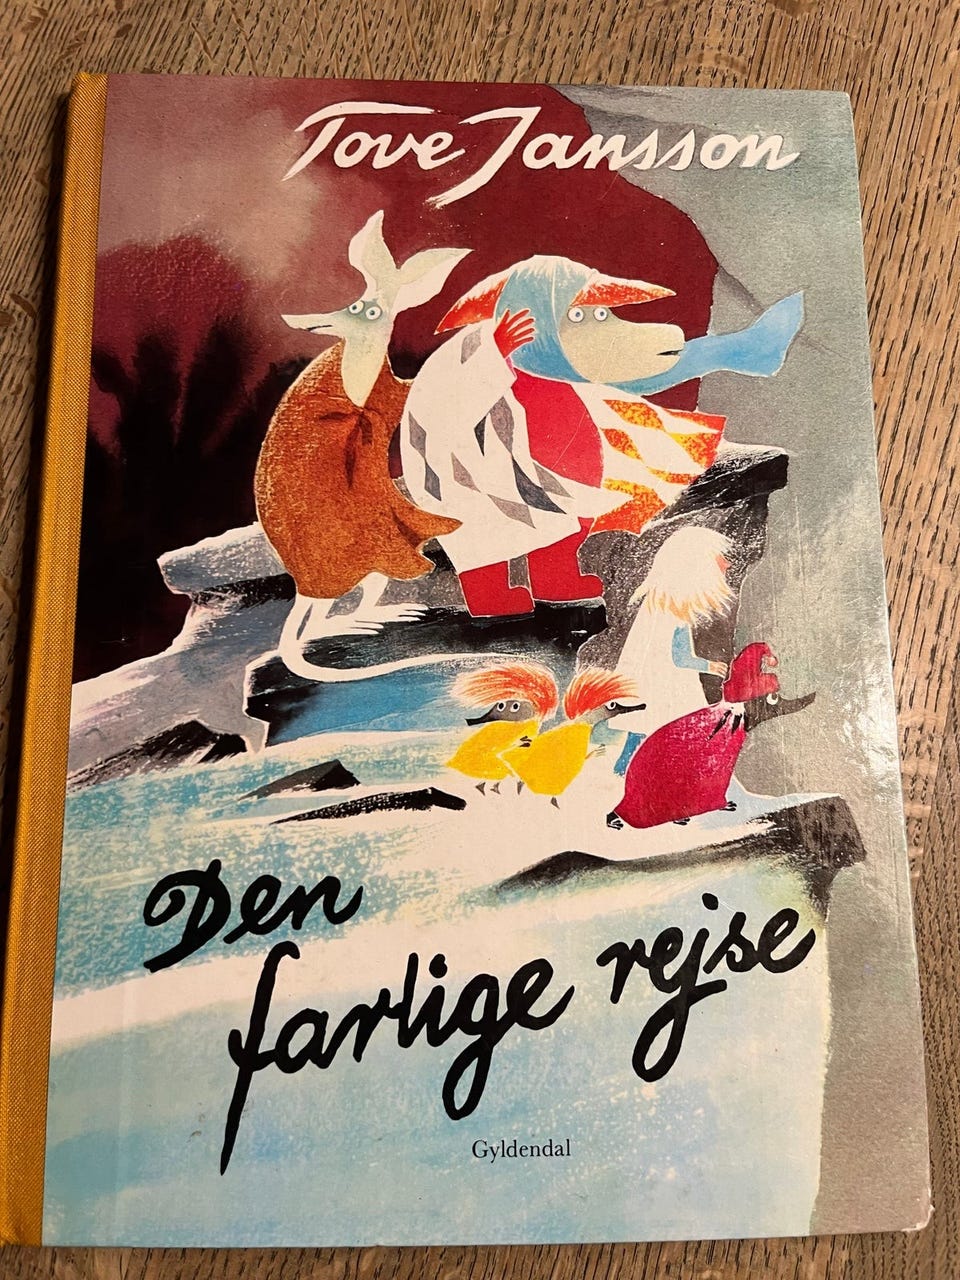 Tove Jansson
Den
farlige rejse
Gyldendal